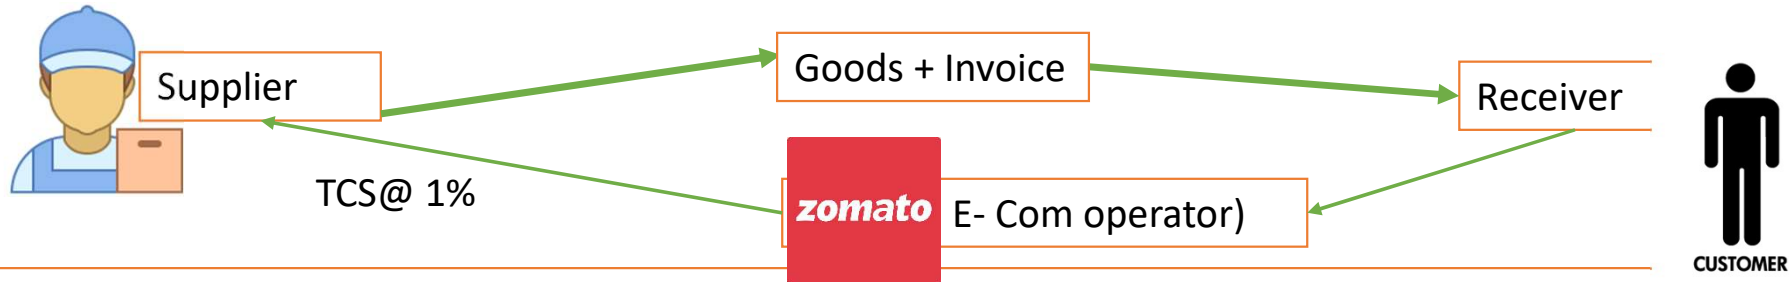 Supplier
Goods + Invoice
Receiver
TCS@ 1%
zomato
E- Com operator)
CUSTOMER